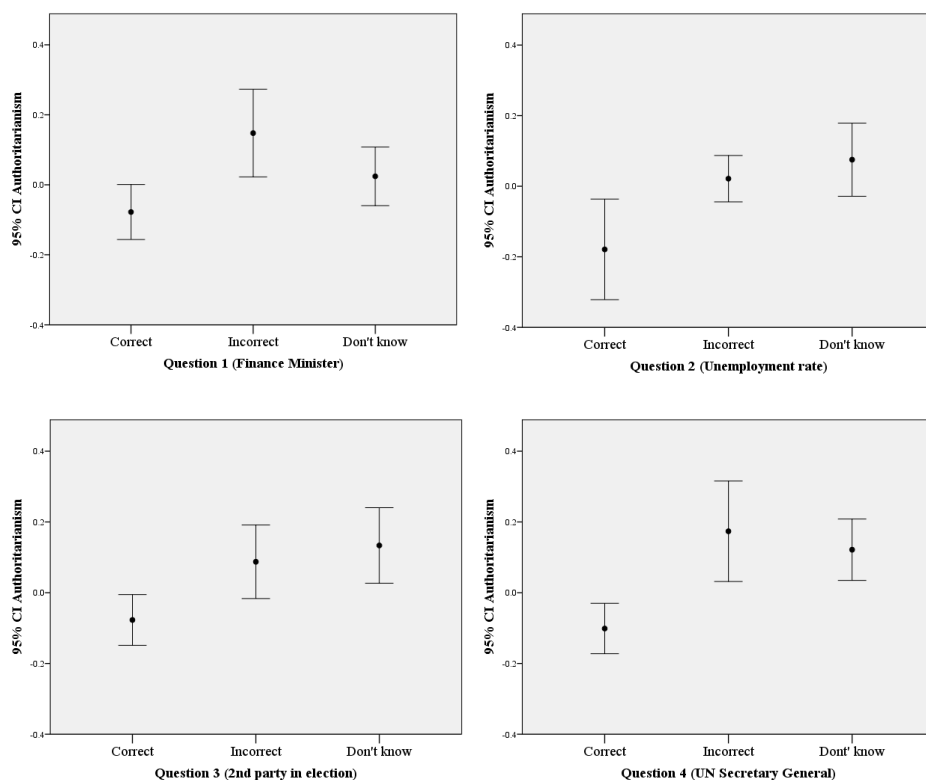 95% CI Authoritarianism
0.4
0.2
0.0
-0.2
-0.4
Correct Incorrect Don't know
Question 1 (Finance Minister)
95% CI Authoritarianism
0.4
0.2
0.0
-0.2
-0.4
Correct Incorrect Don't know
Question 2 (Unemployment rate)
95% CI Authoritarianism
0.4
0.2
0.0
-0.2
-0.4
Correct Incorrect Don't know
Question 3 (2nd party in election)
95% CI Authoritarianism
0.4
0.2
0.0
-0.2
-0.4
Correct Incorrect Don' t know
Question 4 (UN Secretary General)